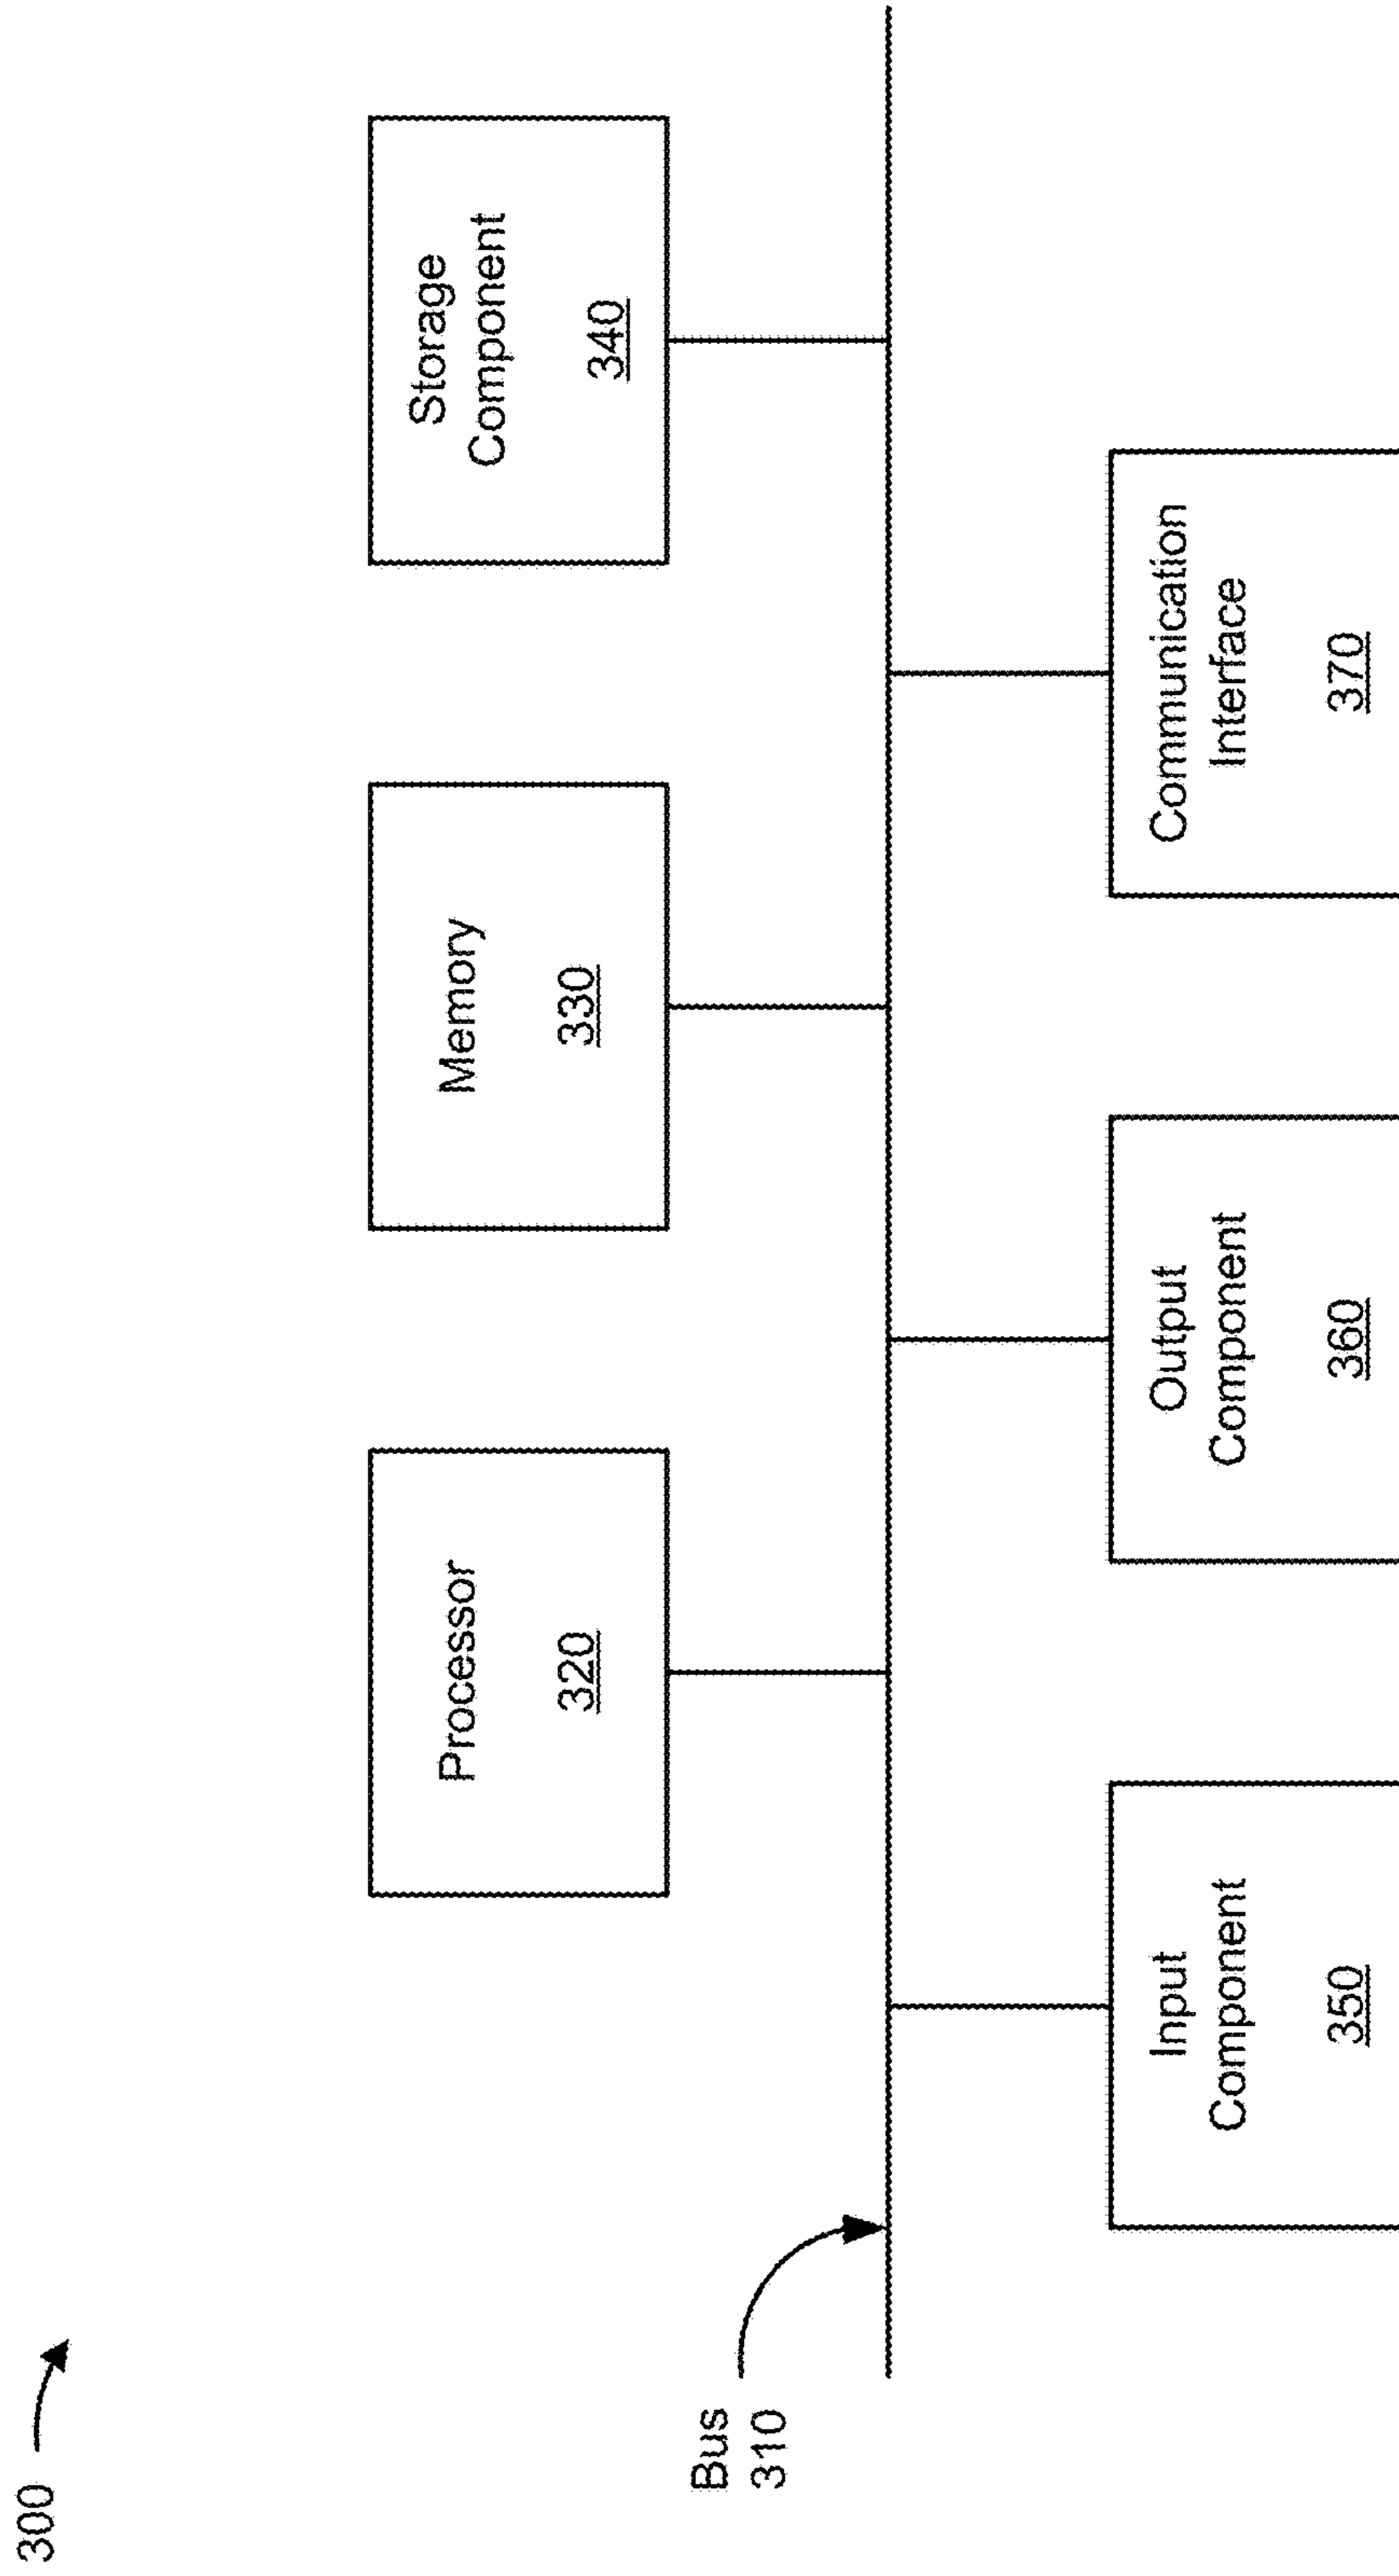 300
Processor
320
Memory
330
Storage
Component
340
Bus
310
Input
Component
350
Output
Component
360
Communication
Interface
370